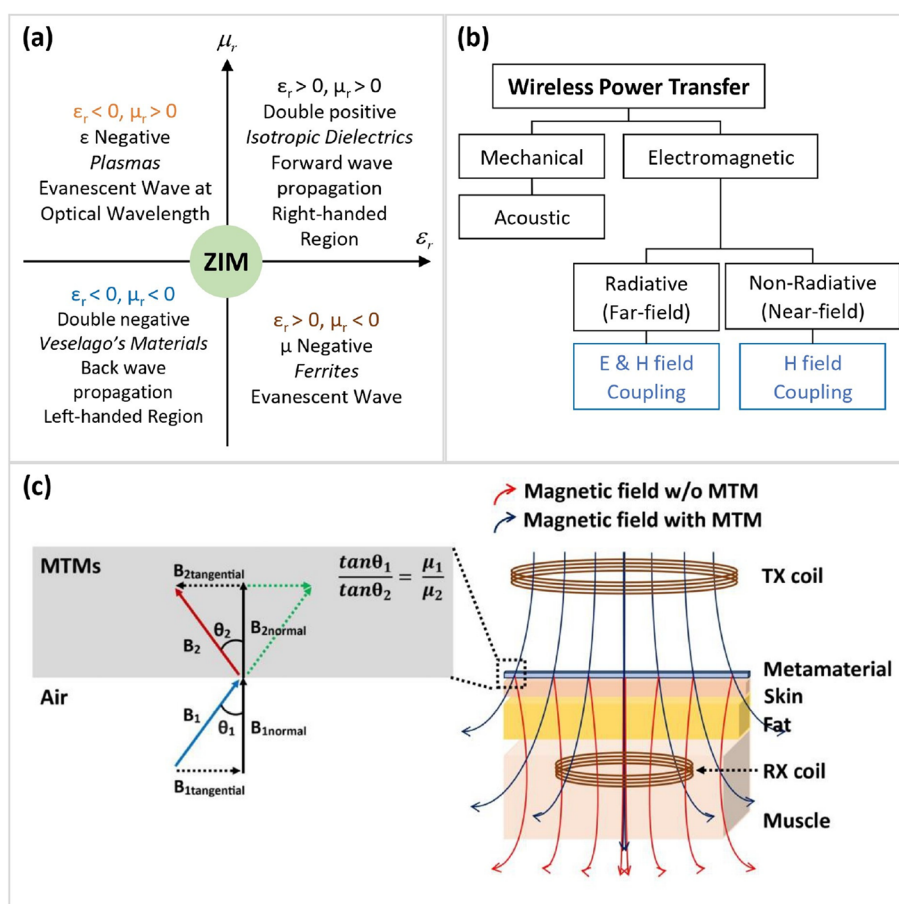 (a)
μr
εr < 0, μr > 0
ε Negative
Plasmas
Evanescent Wave at
Optical Wavelength
εr > 0, μr > 0
Double positive
Isotropic Dielectrics
Forward wave
propagation
Right-handed
Region
εr
ZIM
εr < 0, μr < 0
Double negative
Veselago's Materials
Back wave
propagation
Left-handed Region
εr > 0, μr < 0
μ Negative
Ferrites
Evanescent Wave
(b)
Wireless Power Transfer
Mechanical
Electromagnetic
Acoustic
Radiative
(Far-field)
Non-Radiative
(Near-field)
E & H field
Coupling
H field
Coupling
(c)
MTMs
B2tangential
θ2
B2
B2normal
tanθ1
tanθ2
=
μ1
μ2
Air
B1
θ1
B1normal
B1tangential
Magnetic field w/o MTM
Magnetic field with MTM
TX coil
Metamaterial
Skin
Fat
RX coil
Muscle